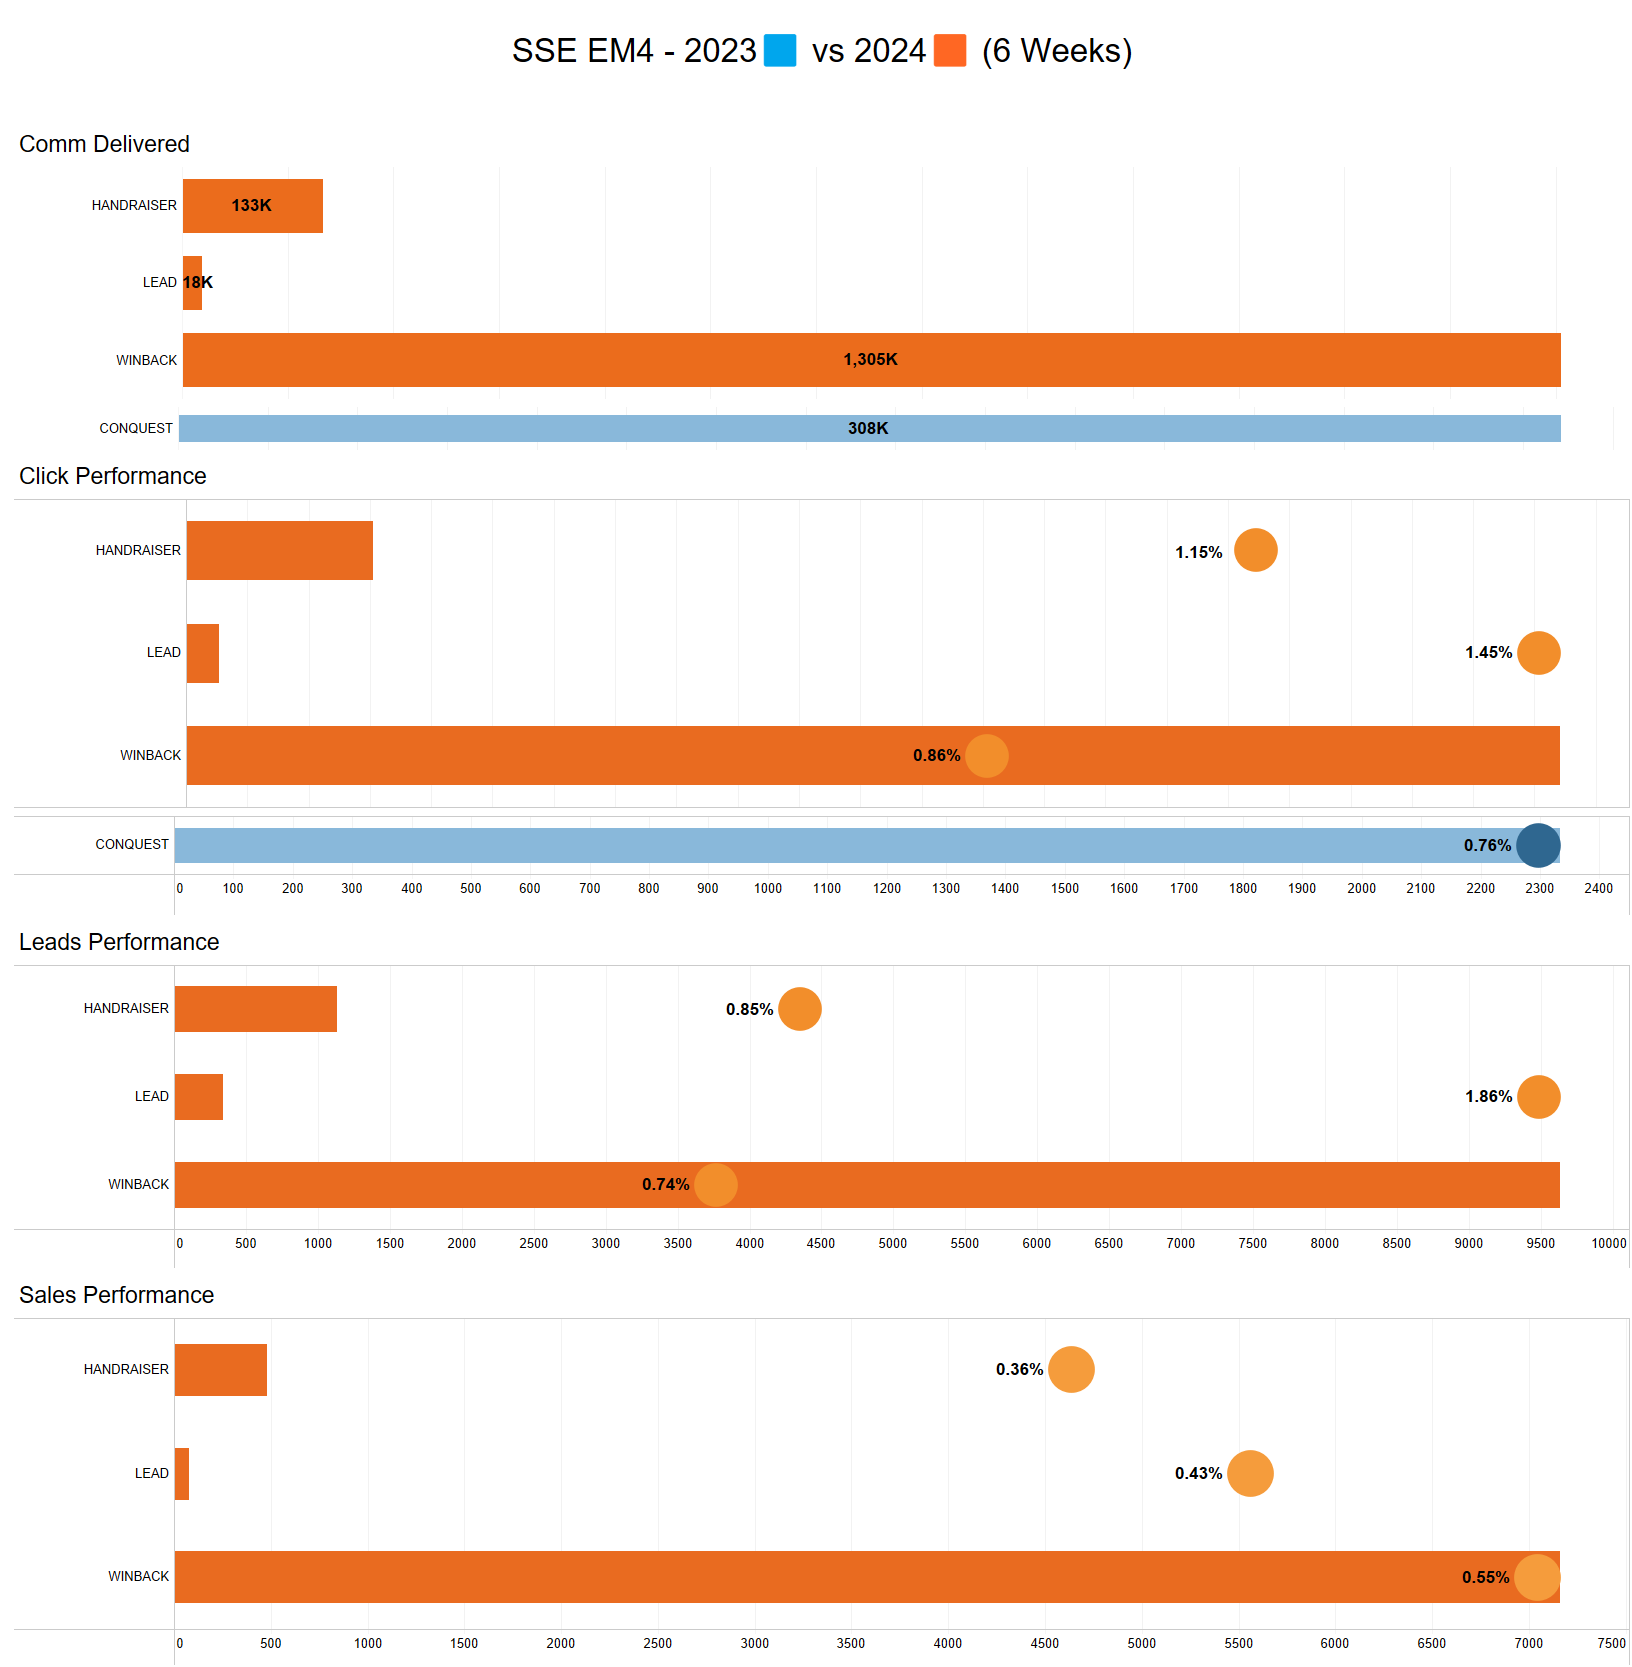 SSE EM4 - 2023 vs 2024 (6 Weeks)
Comm Delivered
HANDRAISER 133K
LEAD 18K
WINBACK 1,305K
CONQUEST 308K
Click Performance
HANDRAISER 1.15%
LEAD 1.45%
WINBACK 0.86%
CONQUEST 0.76%
0 100 200 300 400 500 600 700 800 900 1000 1100 1200 1300 1400 1500 1600 1700 1800 1900 2000 2100 2200 2300 2400
Leads Performance
HANDRAISER 0.85%
LEAD 1.86%
WINBACK 0.74%
0 500 1000 1500 2000 2500 3000 3500 4000 4500 5000 5500 6000 6500 7000 7500 8000 8500 9000 9500 10000
Sales Performance
HANDRAISER 0.36%
LEAD 0.43%
WINBACK 0.55%
0 500 1000 1500 2000 2500 3000 3500 4000 4500 5000 5500 6000 6500 7000 7500